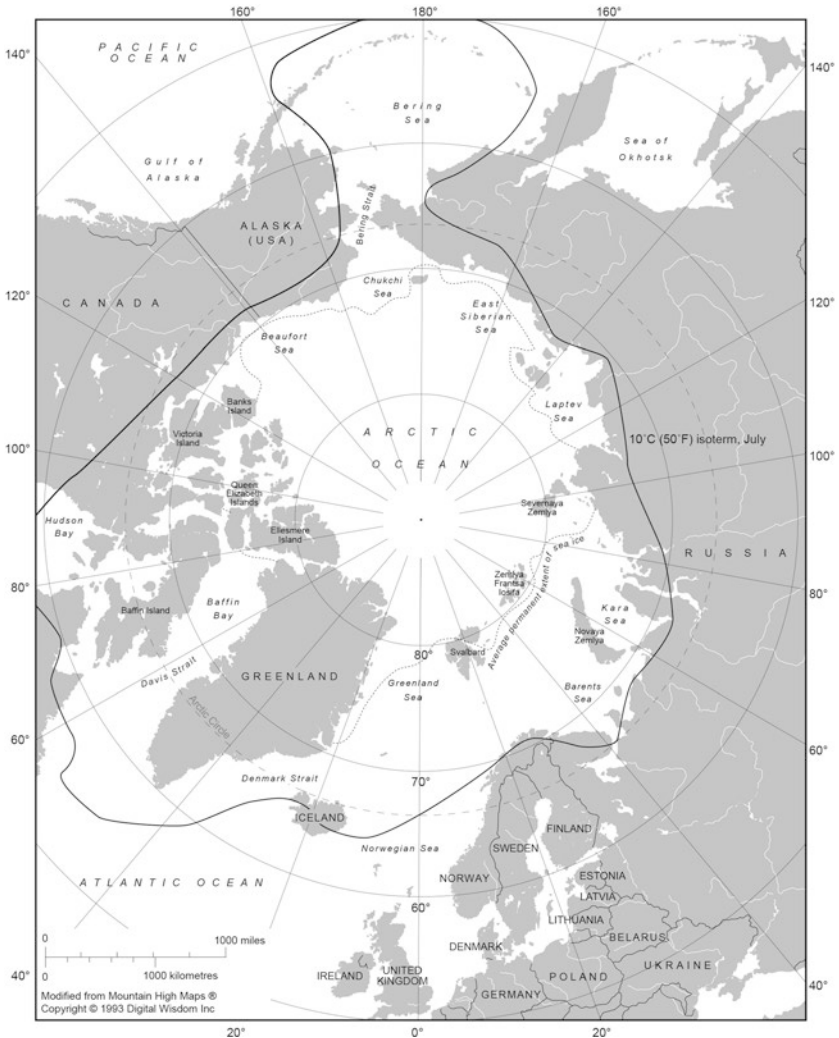 160°
180°
160°
140°
PACIFIC
OCEAN
140°
Bering
Sea
Sea of
Okhotsk
Gulf of
Alaska
Bering Strait
ALASKA
(USA)
Chukchi
Sea
120°
CANADA
East
Siberian
Sea
120°
Beaufort
Sea
Banks
Island
Laptev
Sea
Victoria
Island
ARCTIC
OCEAN
10°C (50°F) isoterm, July
100°
100°
Queen
Elizabeth
Islands
Severnaya
Zemlya
Hudson
Bay
Ellesmere
Island
RUSSIA
Average permanent extent of sea ice
Zemlya
Frantsa
Iosifa
80°
80°
Baffin Island
Baffin
Bay
Kara
Sea
Novaya
Zemlya
Svalbard
80°
Davis Strait
GREENLAND
Greenland
Sea
Barents
Sea
Arctic Circle
60°
60°
Denmark Strait
70°
ICELAND
Norwegian Sea
FINLAND
SWEDEN
NORWAY
ESTONIA
LATVIA
ATLANTIC OCEAN
60°
LITHUANIA
BELARUS
0
1000 miles
DENMARK
0
1000 kilometres
IRELAND
UNITED
KINGDOM
POLAND
UKRAINE
GERMANY
40°
40°
Modified from Mountain High Maps ®
Copyright © 1993 Digital Wisdom Inc
20°
0°
20°